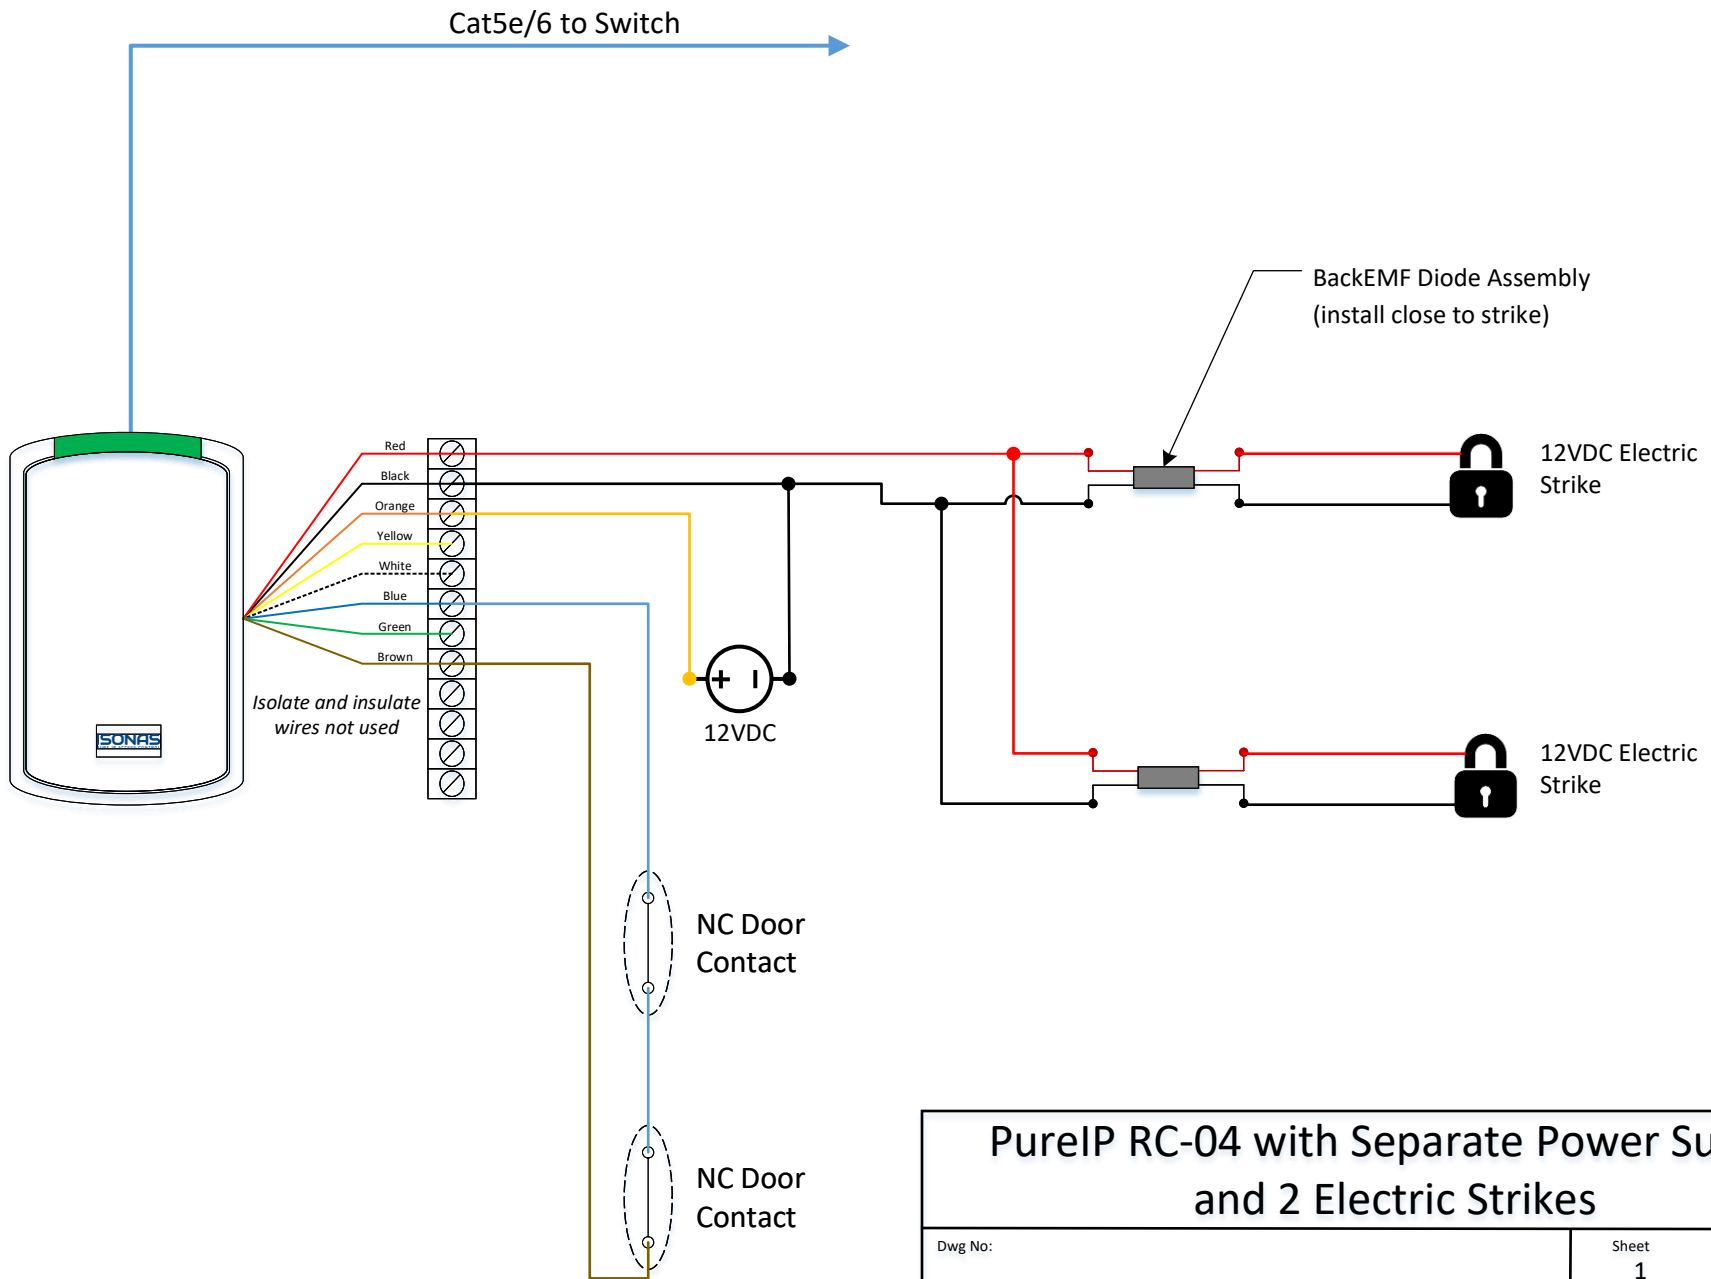 Cat5e/6 to Switch
BackEMF Diode Assembly
(install close to strike)
Red
Black
Orange
Yellow
White
Blue
Green
Brown
Isolate and insulate
wires not used
ISONAS
12VDC
12VDC Electric
Strike
12VDC Electric
Strike
NC Door
Contact
NC Door
Contact
PureIP RC-04 with Separate Power Su
and 2 Electric Strikes
Dwg No:
Sheet
1